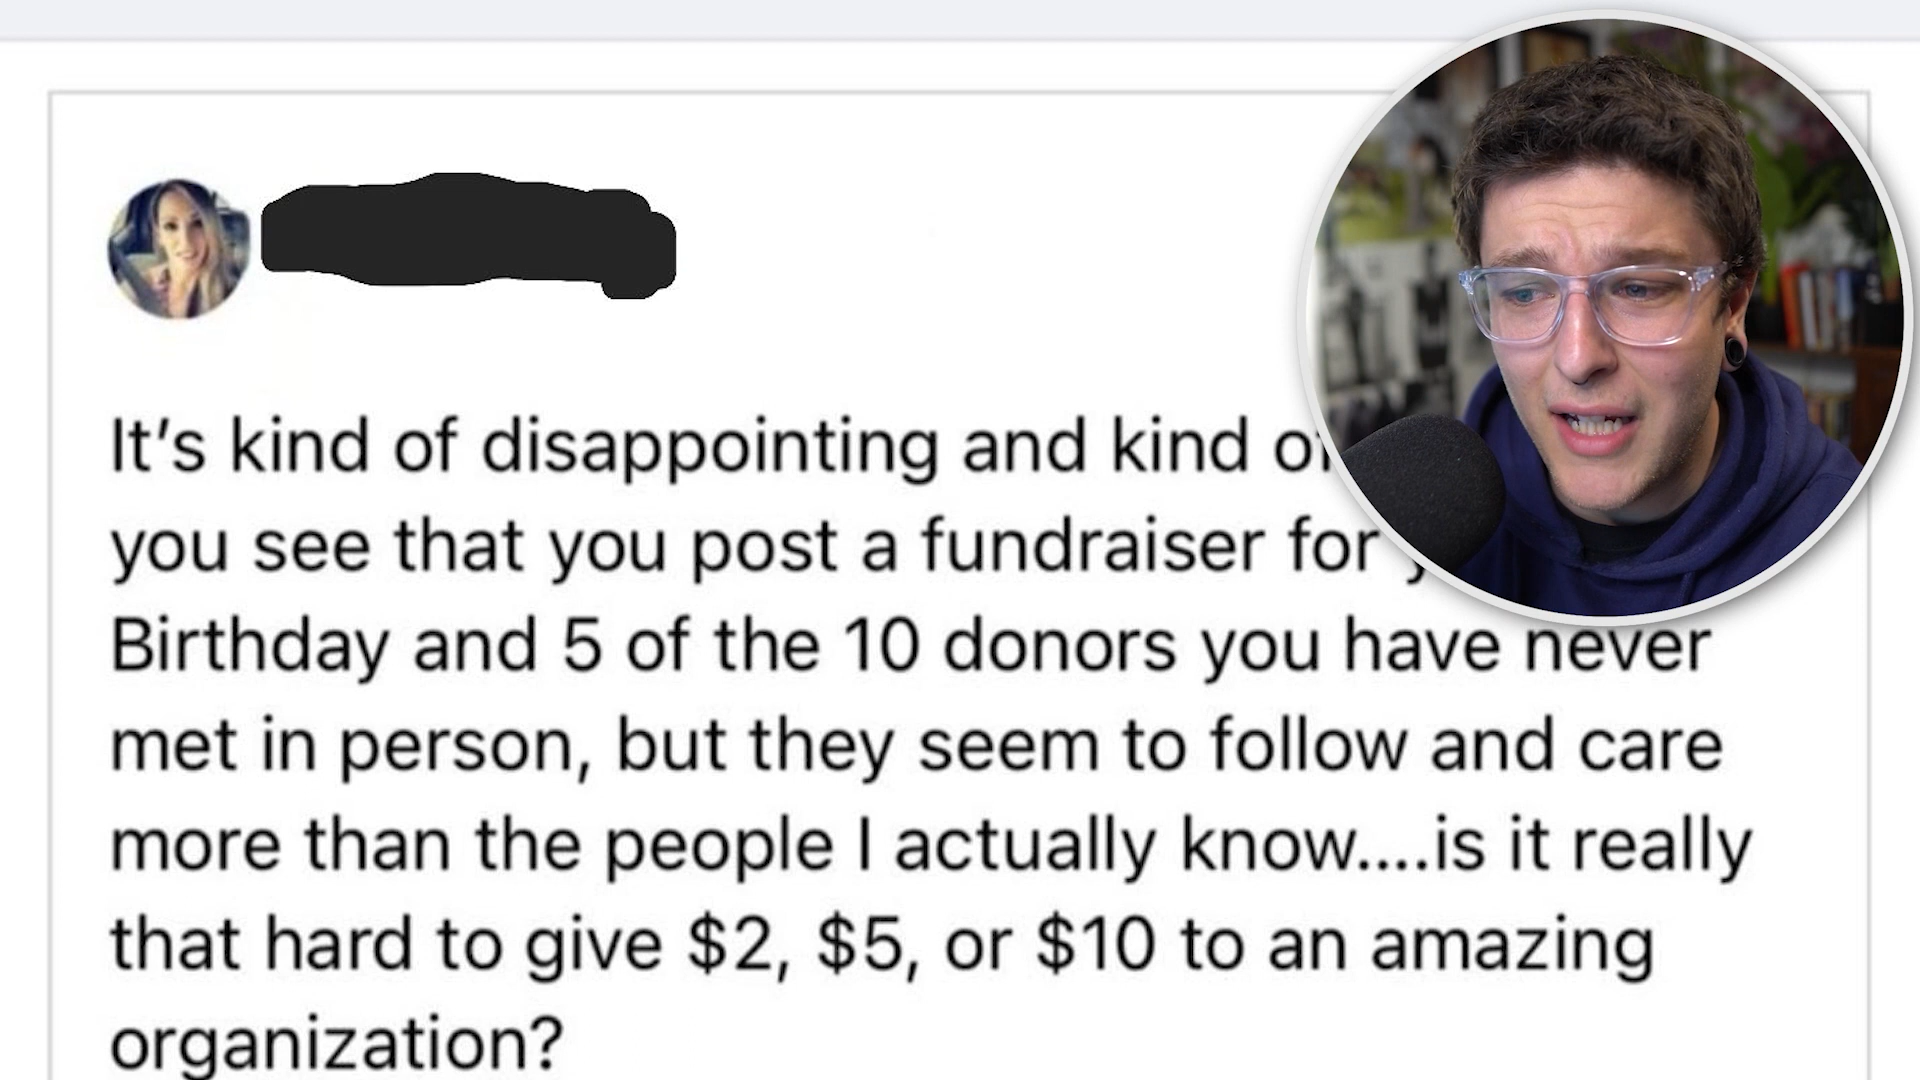 It's kind of disappointing and kind of
you see that you post a fundraiser for
Birthday and 5 of the 10 donors you have never
met in person, but they seem to follow and care
more than the people I actually know....is it really
that hard to give $2, $5, or $10 to an amazing
organization?